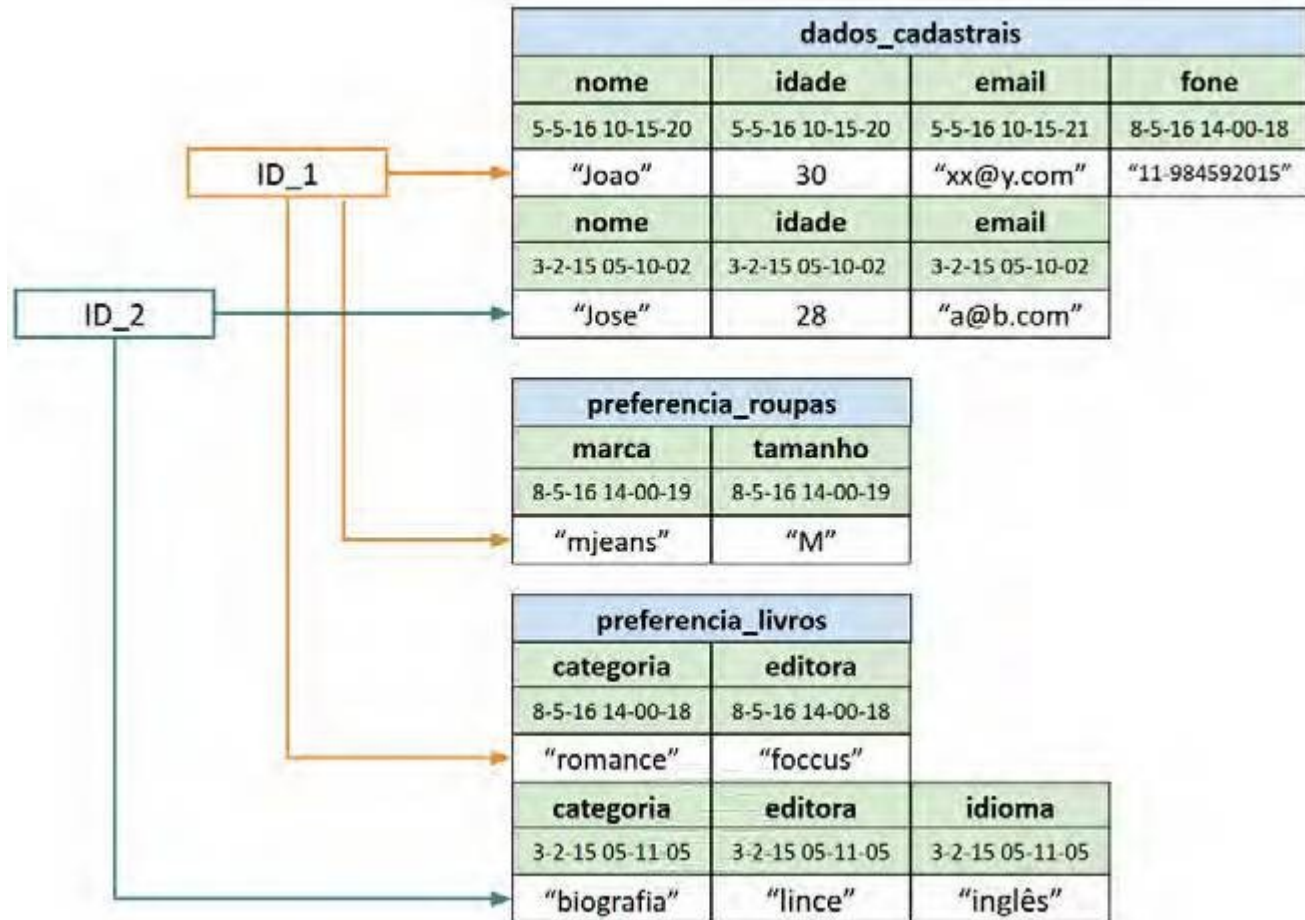 dados_cadastrais
nome idade email fone
5-5-16 10-15-20 5-5-16 10-15-20 5-5-16 10-15-21 8-5-16 14-00-18
ID_1 “Joao” 30 “xx@y.com” “11-984592015”
nome idade email
3-2-15 05-10-02 3-2-15 05-10-02 3-2-15 05-10-02
ID_2 “Jose” 28 “a@b.com”
preferencia_roupas
marca tamanho
8-5-16 14-00-19 8-5-16 14-00-19
“mjeans” “M”
preferencia_livros
categoria editora
8-5-16 14-00-18 8-5-16 14-00-18
“romance” “foccus”
categoria editora idioma
3-2-15 05-11-05 3-2-15 05-11-05 3-2-15 05-11-05
“biografia” “lince” “inglês”